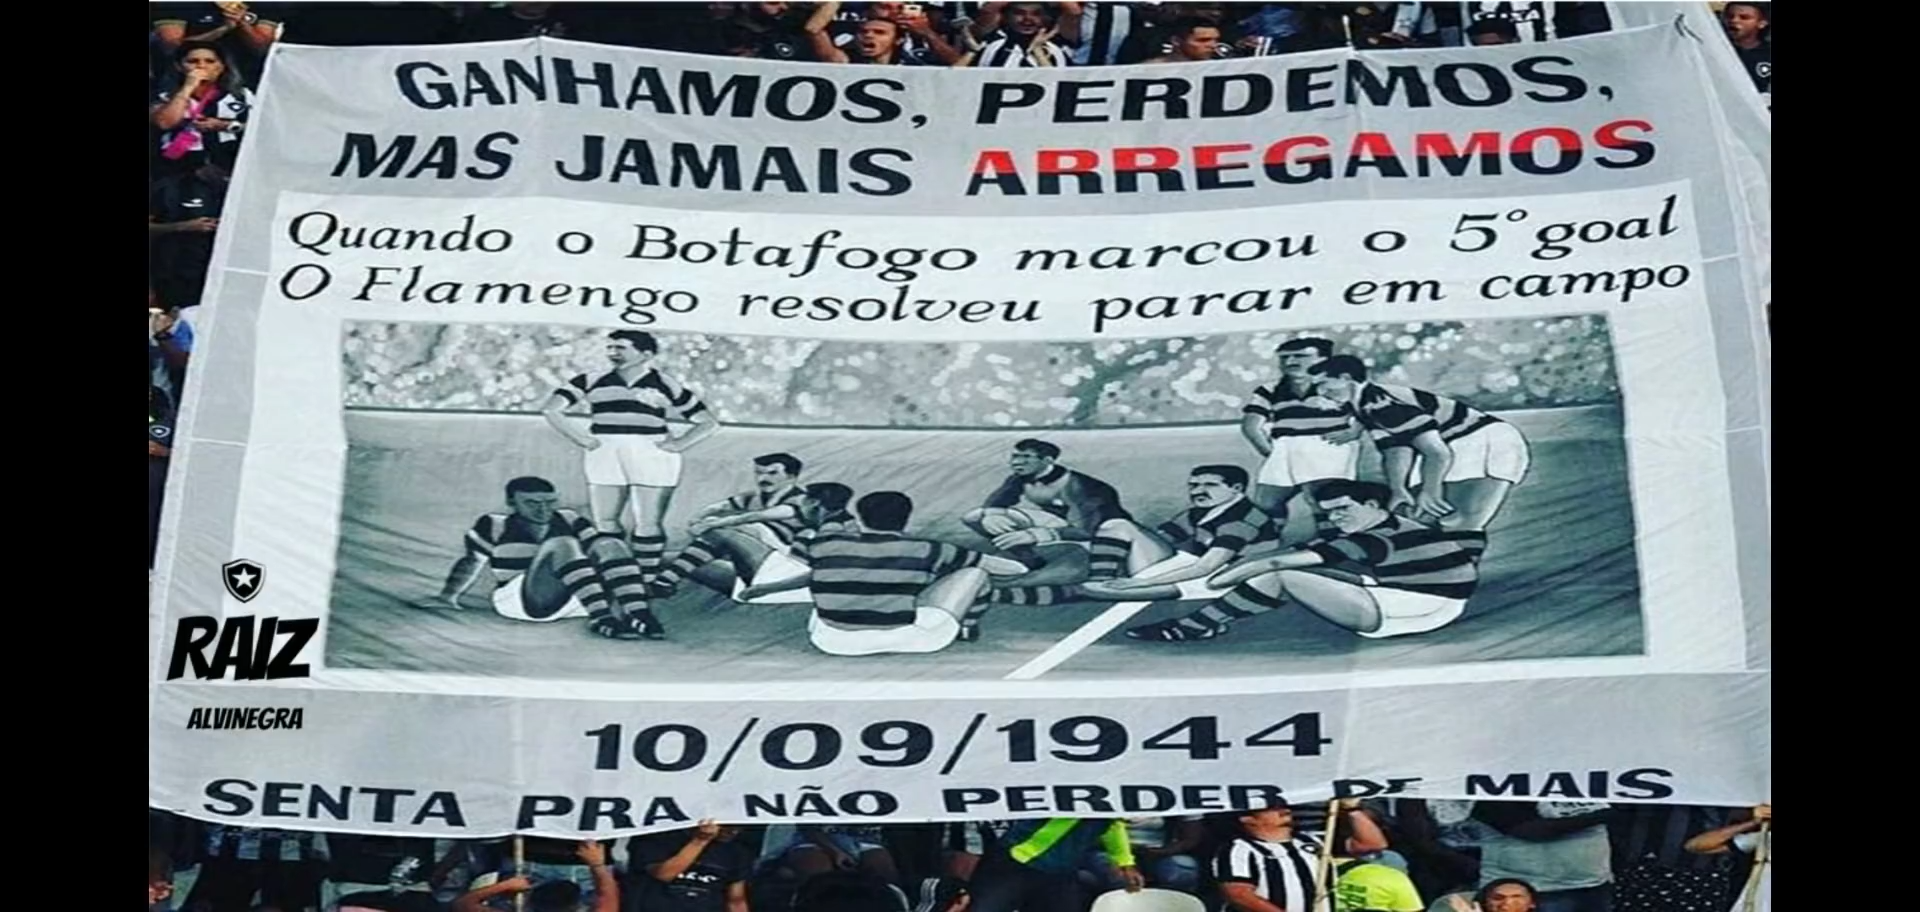 GANHAMOS, PERDEMOS,
MAS JAMAIS ARREGAMOS
Quando o Botafogo marcou o 5º goal
O Flamengo resolveu parar em campo
RAIZ
ALVINEGRA
10/09/1944
SENTA PRA NÃO PERDER DE MAIS